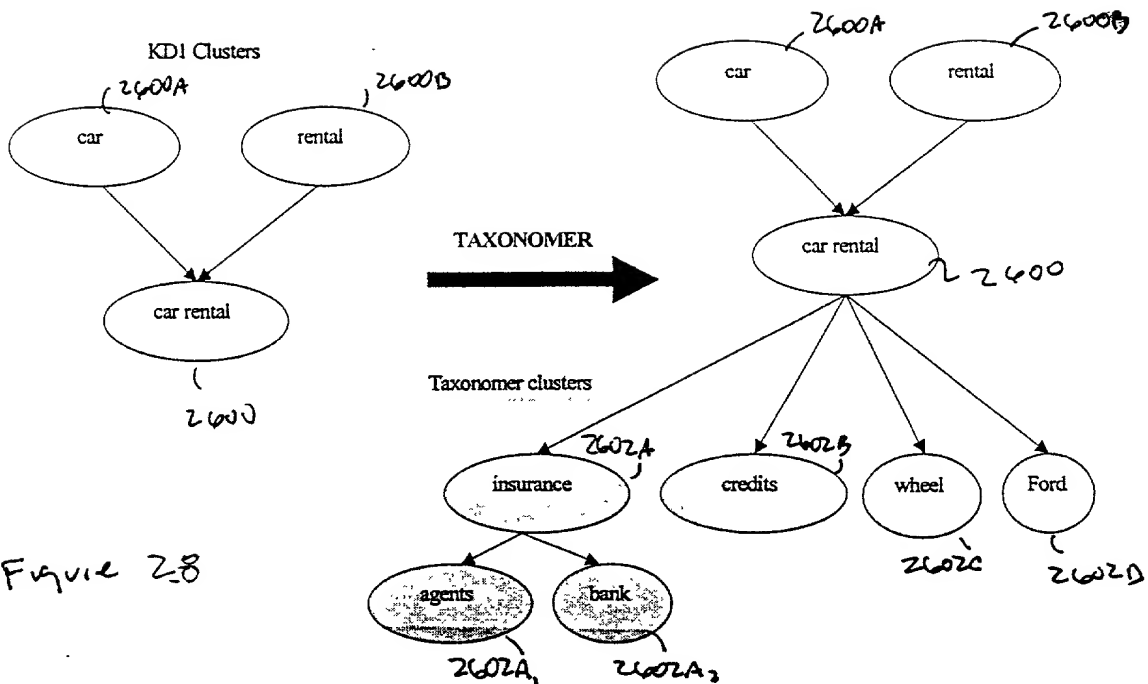 KD1 Clusters
2600A
2600B
car
rental
car rental
2600
TAXONOMER
2600A
2600B
car
rental
car rental
2600
Taxonomer clusters
2602A
2602B
insurance
credits
wheel
Ford
2602C
2602D
agents
bank
2602A₁
2602A₂
Figure 28